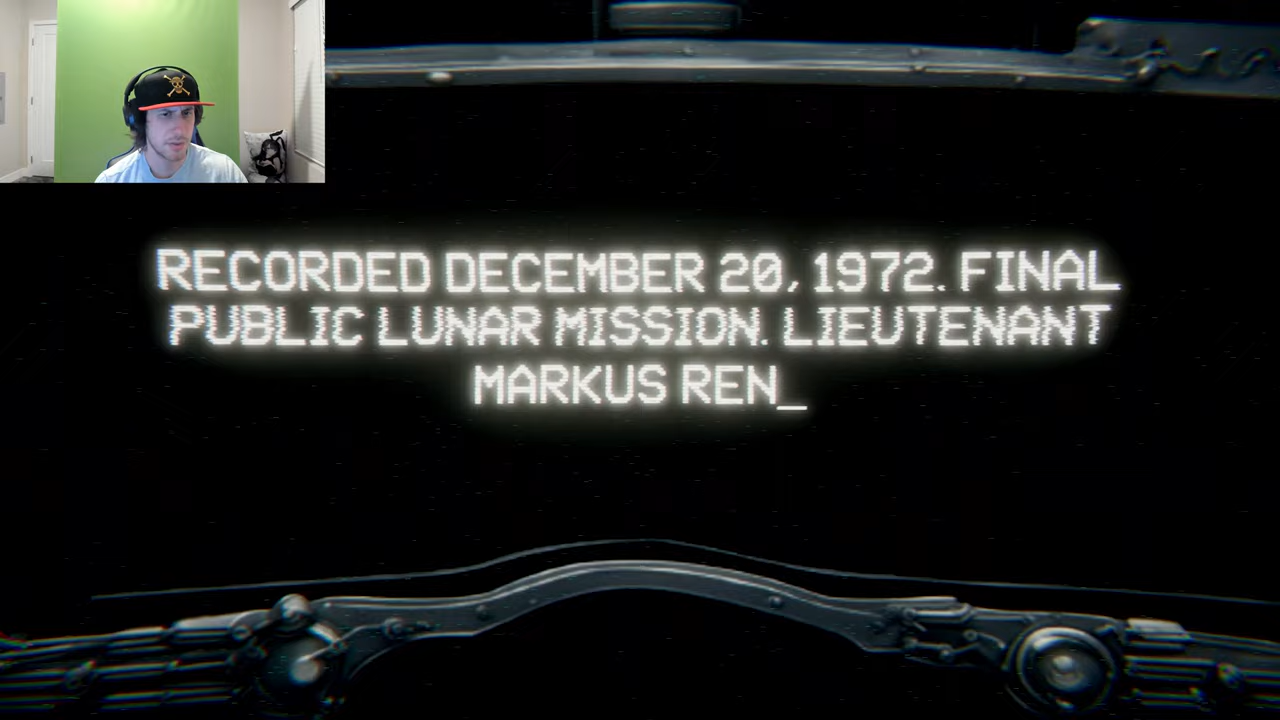 RECORDED DECEMBER 20, 1972. FINAL
PUBLIC LUNAR MISSION. LIEUTENANT
MARKUS REN_